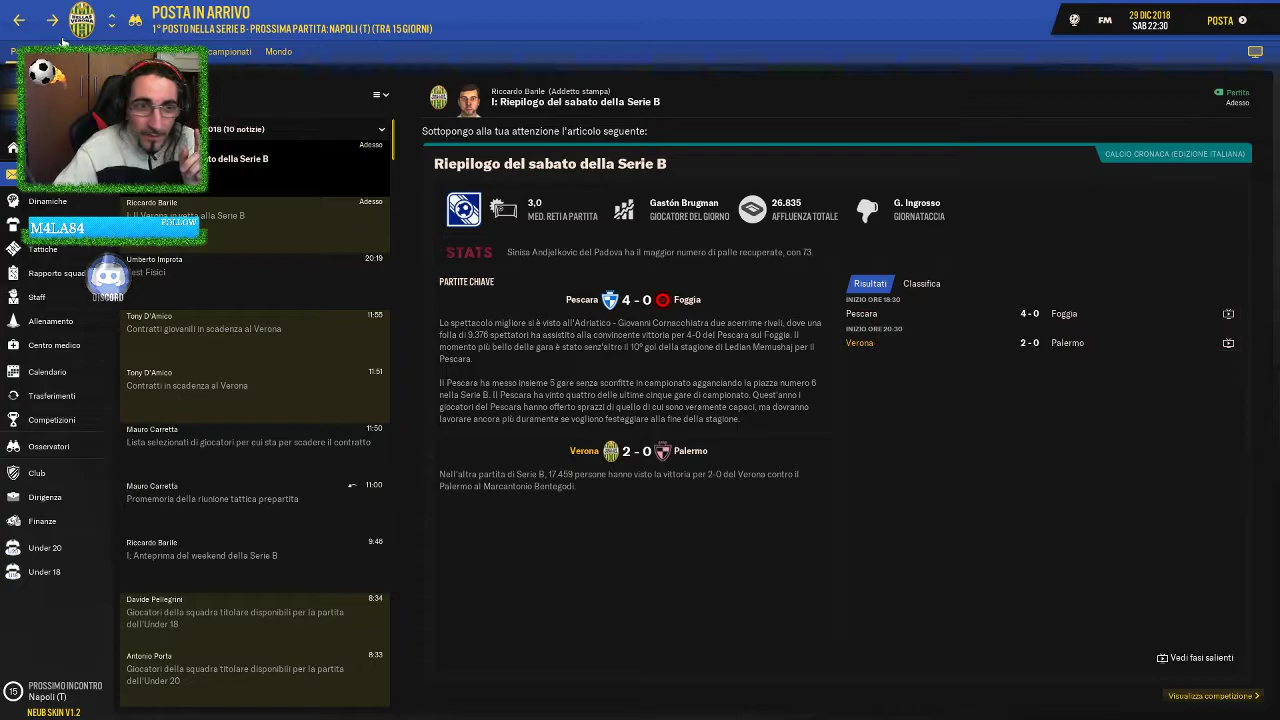 POSTA IN ARRIVO
1° POSTO NELLA SERIE B - PROSSIMA PARTITA: NAPOLI (T) (TRA 15 GIORNI)
FM
29 DIC 2018
SAB 22:30
POSTA
campionati
Mondo
M4LA84
FOLLOW
DISCORD
Dinamiche
Tattiche
Rapporto squad
Staff
Allenamento
Centro medico
Calendario
Trasferimenti
Competizioni
Osservatori
Club
Dirigenza
Finanze
Under 20
Under 18
15
PROSSIMO INCONTRO
Napoli (T)
NEUB SKIN V1.2
2018 (10 notizie)
Adesso
to della Serie B
Riccardo Barile
Adesso
I: Il Verona in vetta alla Serie B
Umberto Improta
20:19
est Fisici
Tony D'Amico
11:55
Contratti giovanili in scadenza al Verona
Tony D'Amico
11:51
Contratti in scadenza al Verona
Mauro Carretta
11:50
Lista selezionati di giocatori per cui sta per scadere il contratto
Mauro Carretta
11:00
Promemoria della riunione tattica prepartita
Riccardo Barile
9:46
I: Anteprima del weekend della Serie B
Davide Pellegrini
8:34
Giocatori della squadra titolare disponibili per la partita
dell'Under 18
Antonio Porta
8:33
Giocatori della squadra titolare disponibili per la partita
dell'Under 20
Riccardo Barile (Addetto stampa)
I: Riepilogo del sabato della Serie B
Partita
Adesso
Sottopongo alla tua attenzione l'articolo seguente:
CALCIO CRONACA (EDIZIONE ITALIANA)
Riepilogo del sabato della Serie B
3,0
MED. RETI A PARTITA
Gastón Brugman
GIOCATORE DEL GIORNO
26.835
AFFLUENZA TOTALE
G. Ingrosso
GIORNATACCIA
STATS
Sinisa Andjelkovic del Padova ha il maggior numero di palle recuperate, con 73.
PARTITE CHIAVE
Pescara 4 - 0 Foggia
Lo spettacolo migliore si è visto all'Adriatico - Giovanni Cornacchiatra due acerrime rivali, dove una
folla di 9.376 spettatori ha assistito alla convincente vittoria per 4-0 del Pescara sul Foggia. Il
momento più bello della gara è stato senz'altro il 10° gol della stagione di Ledian Memushaj per il
Pescara.
Il Pescara ha messo insieme 5 gare senza sconfitte in campionato agganciando la piazza numero 6
nella Serie B. Il Pescara ha vinto quattro delle ultime cinque gare di campionato. Quest'anno i
giocatori del Pescara hanno offerto sprazzi di quello di cui sono veramente capaci, ma dovranno
lavorare ancora più duramente se vogliono festeggiare alla fine della stagione.
Verona 2 - 0 Palermo
Nell'altra partita di Serie B, 17.459 persone hanno visto la vittoria per 2-0 del Verona contro il
Palermo al Marcantonio Bentegodi.
Risultati
Classifica
INIZIO ORE 18:30
Pescara 4 - 0 Foggia
INIZIO ORE 20:30
Verona 2 - 0 Palermo
Vedi fasi salienti
Visualizza competizione